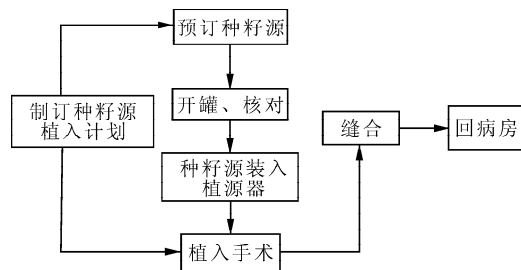 预订种籽源
开罐、核对
制订种籽源
植入计划
种籽源装入
植源器
植入手术
缝合
回病房